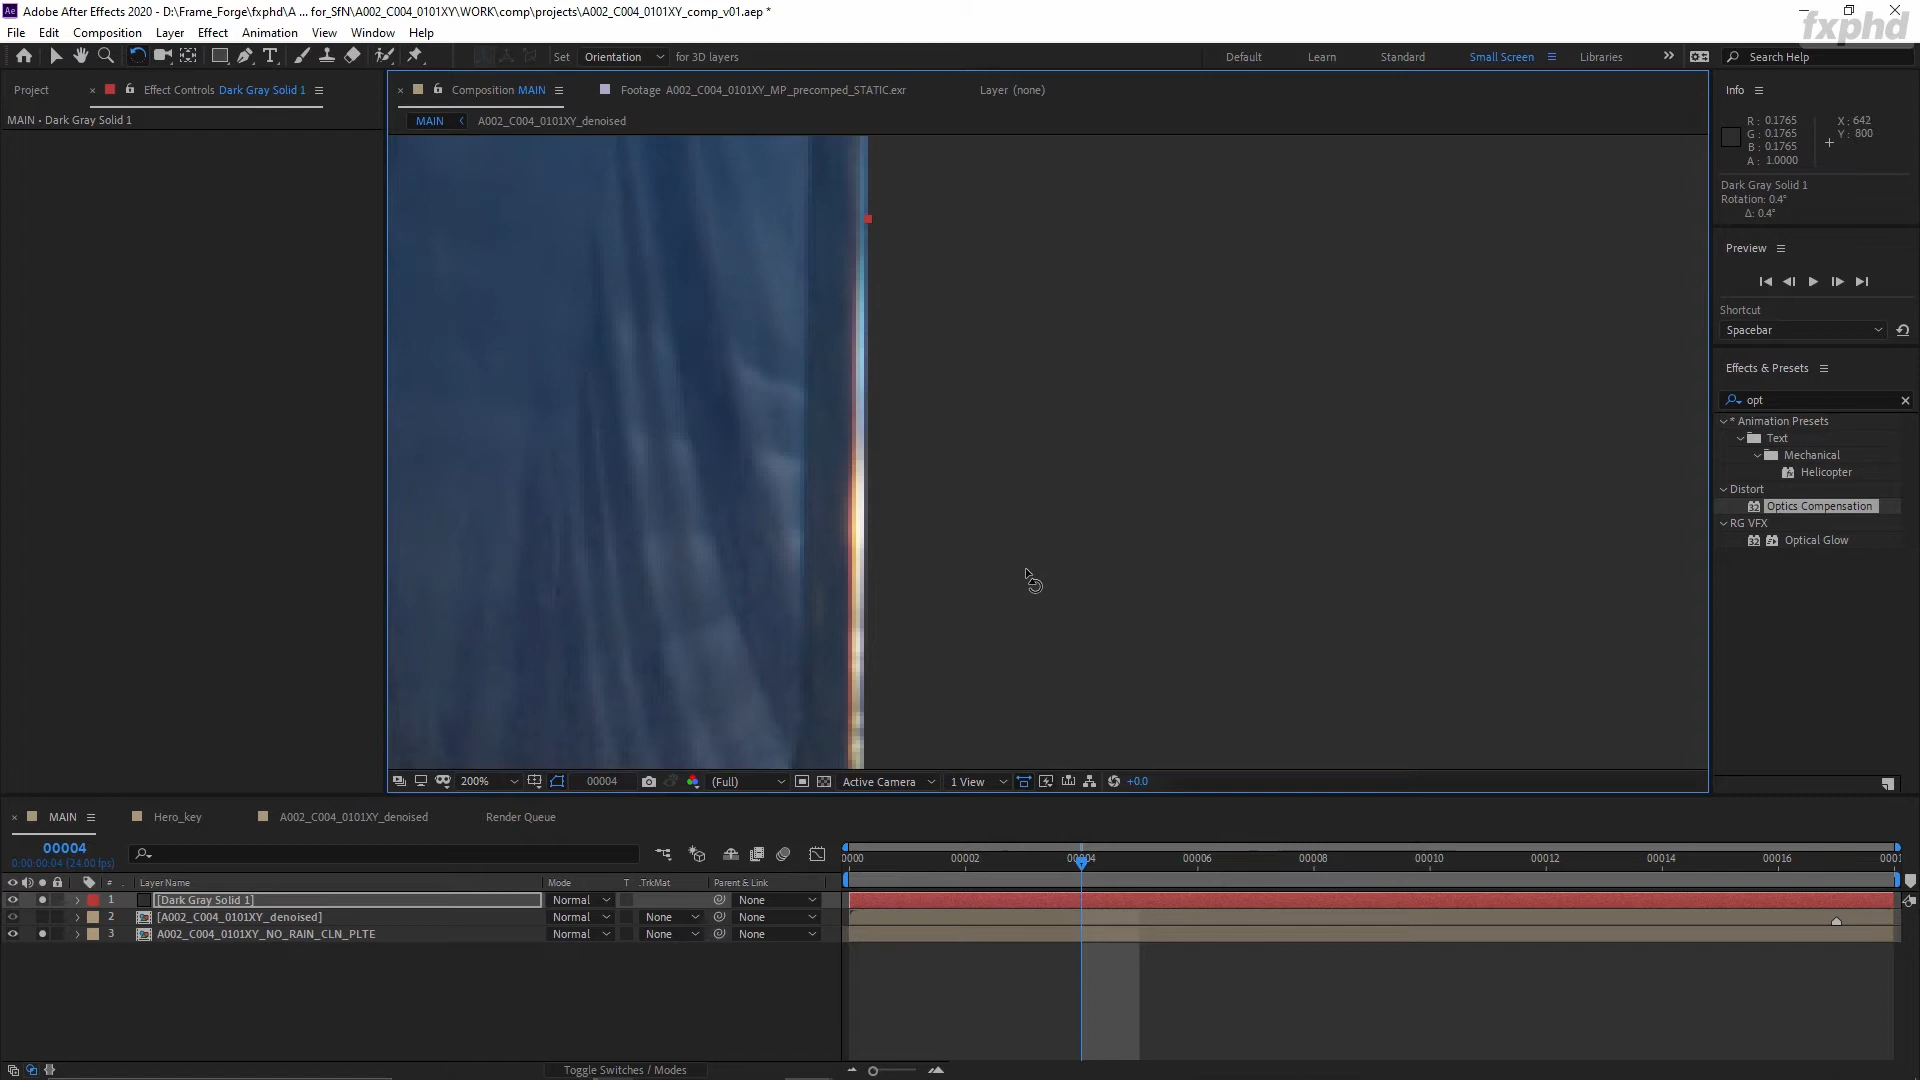 Adobe After Effects 2020 - D:\Frame_Forge\fxphd\A ... for_SfN\A002_C004_0101XY\WORK\comp\projects\A002_C004_0101XY_comp_v01.aep *
fxphd
File Edit Composition Layer Effect Animation View Window Help
Set Orientation for 3D layers Default Learn Standard Small Screen Libraries Search Help
Project Effect Controls Dark Gray Solid 1 Composition MAIN Footage A002_C004_0101XY_MP_precomped_STATIC.exr Layer (none) Info
MAIN • Dark Gray Solid 1
MAIN A002_C004_0101XY_denoised
R : 0.1765 X : 642
G : 0.1765 Y : 800
B : 0.1765
A : 1.0000
Dark Gray Solid 1
Rotation: 0.4°
Δ: 0.4°
Preview
Shortcut
Spacebar
Effects & Presets
opt
* Animation Presets
Text
Mechanical
Helicopter
Distort
32 Optics Compensation
RG VFX
32 Optical Glow
200% 00004 (Full) Active Camera 1 View +0.0
MAIN Hero_key A002_C004_0101XY_denoised Render Queue
00004
0:00:00:04 (24.00 fps)
0000 00002 00004 00006 00008 00010 00012 00014 00016 0001
# Layer Name Mode T .TrkMat Parent & Link
1 [Dark Gray Solid 1] Normal None
2 [A002_C004_0101XY_denoised] Normal None None
3 A002_C004_0101XY_NO_RAIN_CLN_PLTE Normal None None
Toggle Switches / Modes